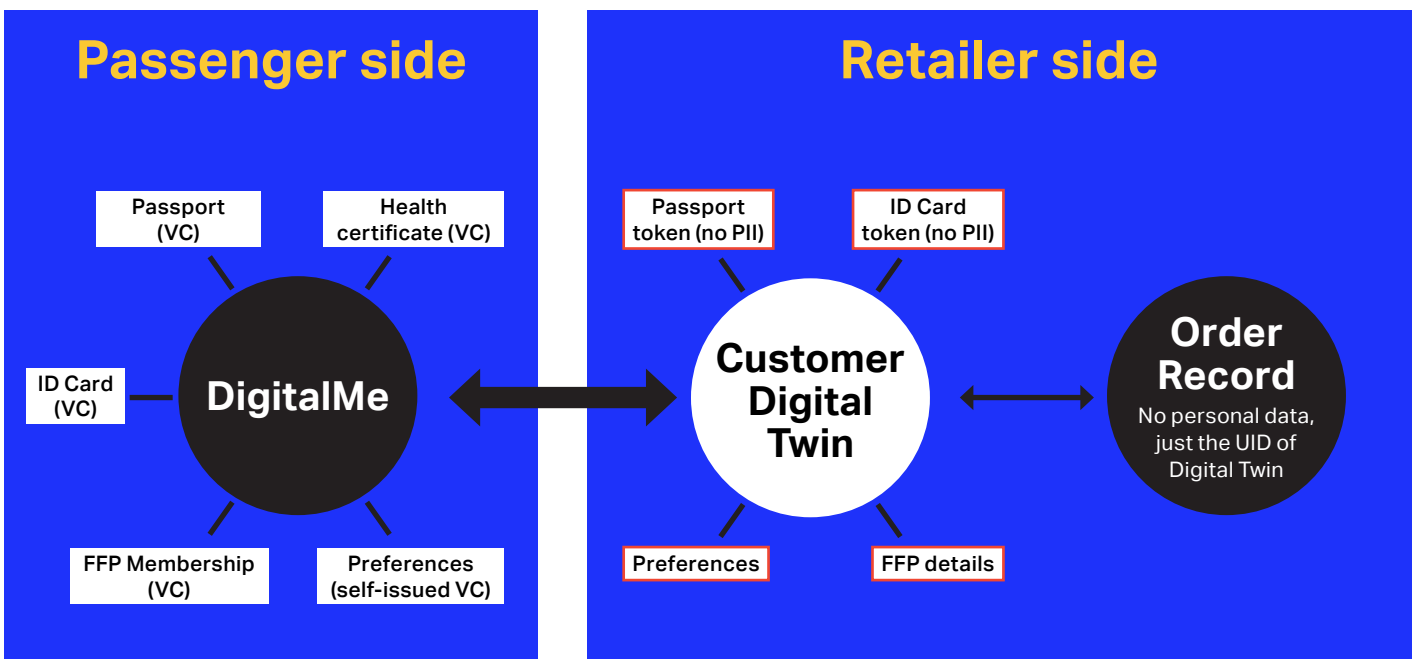 Passenger side
Passport
(VC)
Health
certificate (VC)
ID Card
(VC)
DigitalMe
FFP Membership
(VC)
Preferences
(self-issued VC)
Retailer side
Passport
token (no PII)
ID Card
token (no PII)
Customer
Digital
Twin
Preferences
FFP details
Order
Record
No personal data,
just the UID of
Digital Twin